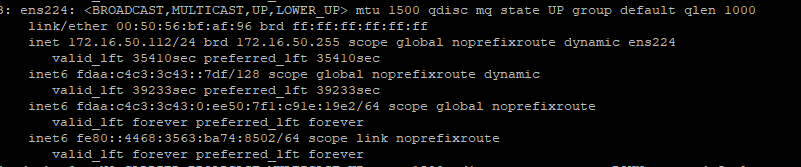 3: ens224: <BROADCAST,MULTICAST,UP,LOWER_UP> mtu 1500 qdisc mq state UP group default qlen 1000
link/ether 00:50:56:bf:af:96 brd ff:ff:ff:ff:ff:ff
inet 172.16.50.112/24 brd 172.16.50.255 scope global noprefixroute dynamic ens224
valid_lft 35410sec preferred_lft 35410sec
inet6 fdaa:c4c3:3c43::7df/128 scope global noprefixroute dynamic
valid_lft 39233sec preferred_lft 39233sec
inet6 fdaa:c4c3:3c43:0:ee50:7f1:c91e:19e2/64 scope global noprefixroute
valid_lft forever preferred_lft forever
inet6 fe80::4468:3563:ba74:8502/64 scope link noprefixroute
valid_lft forever preferred_lft forever